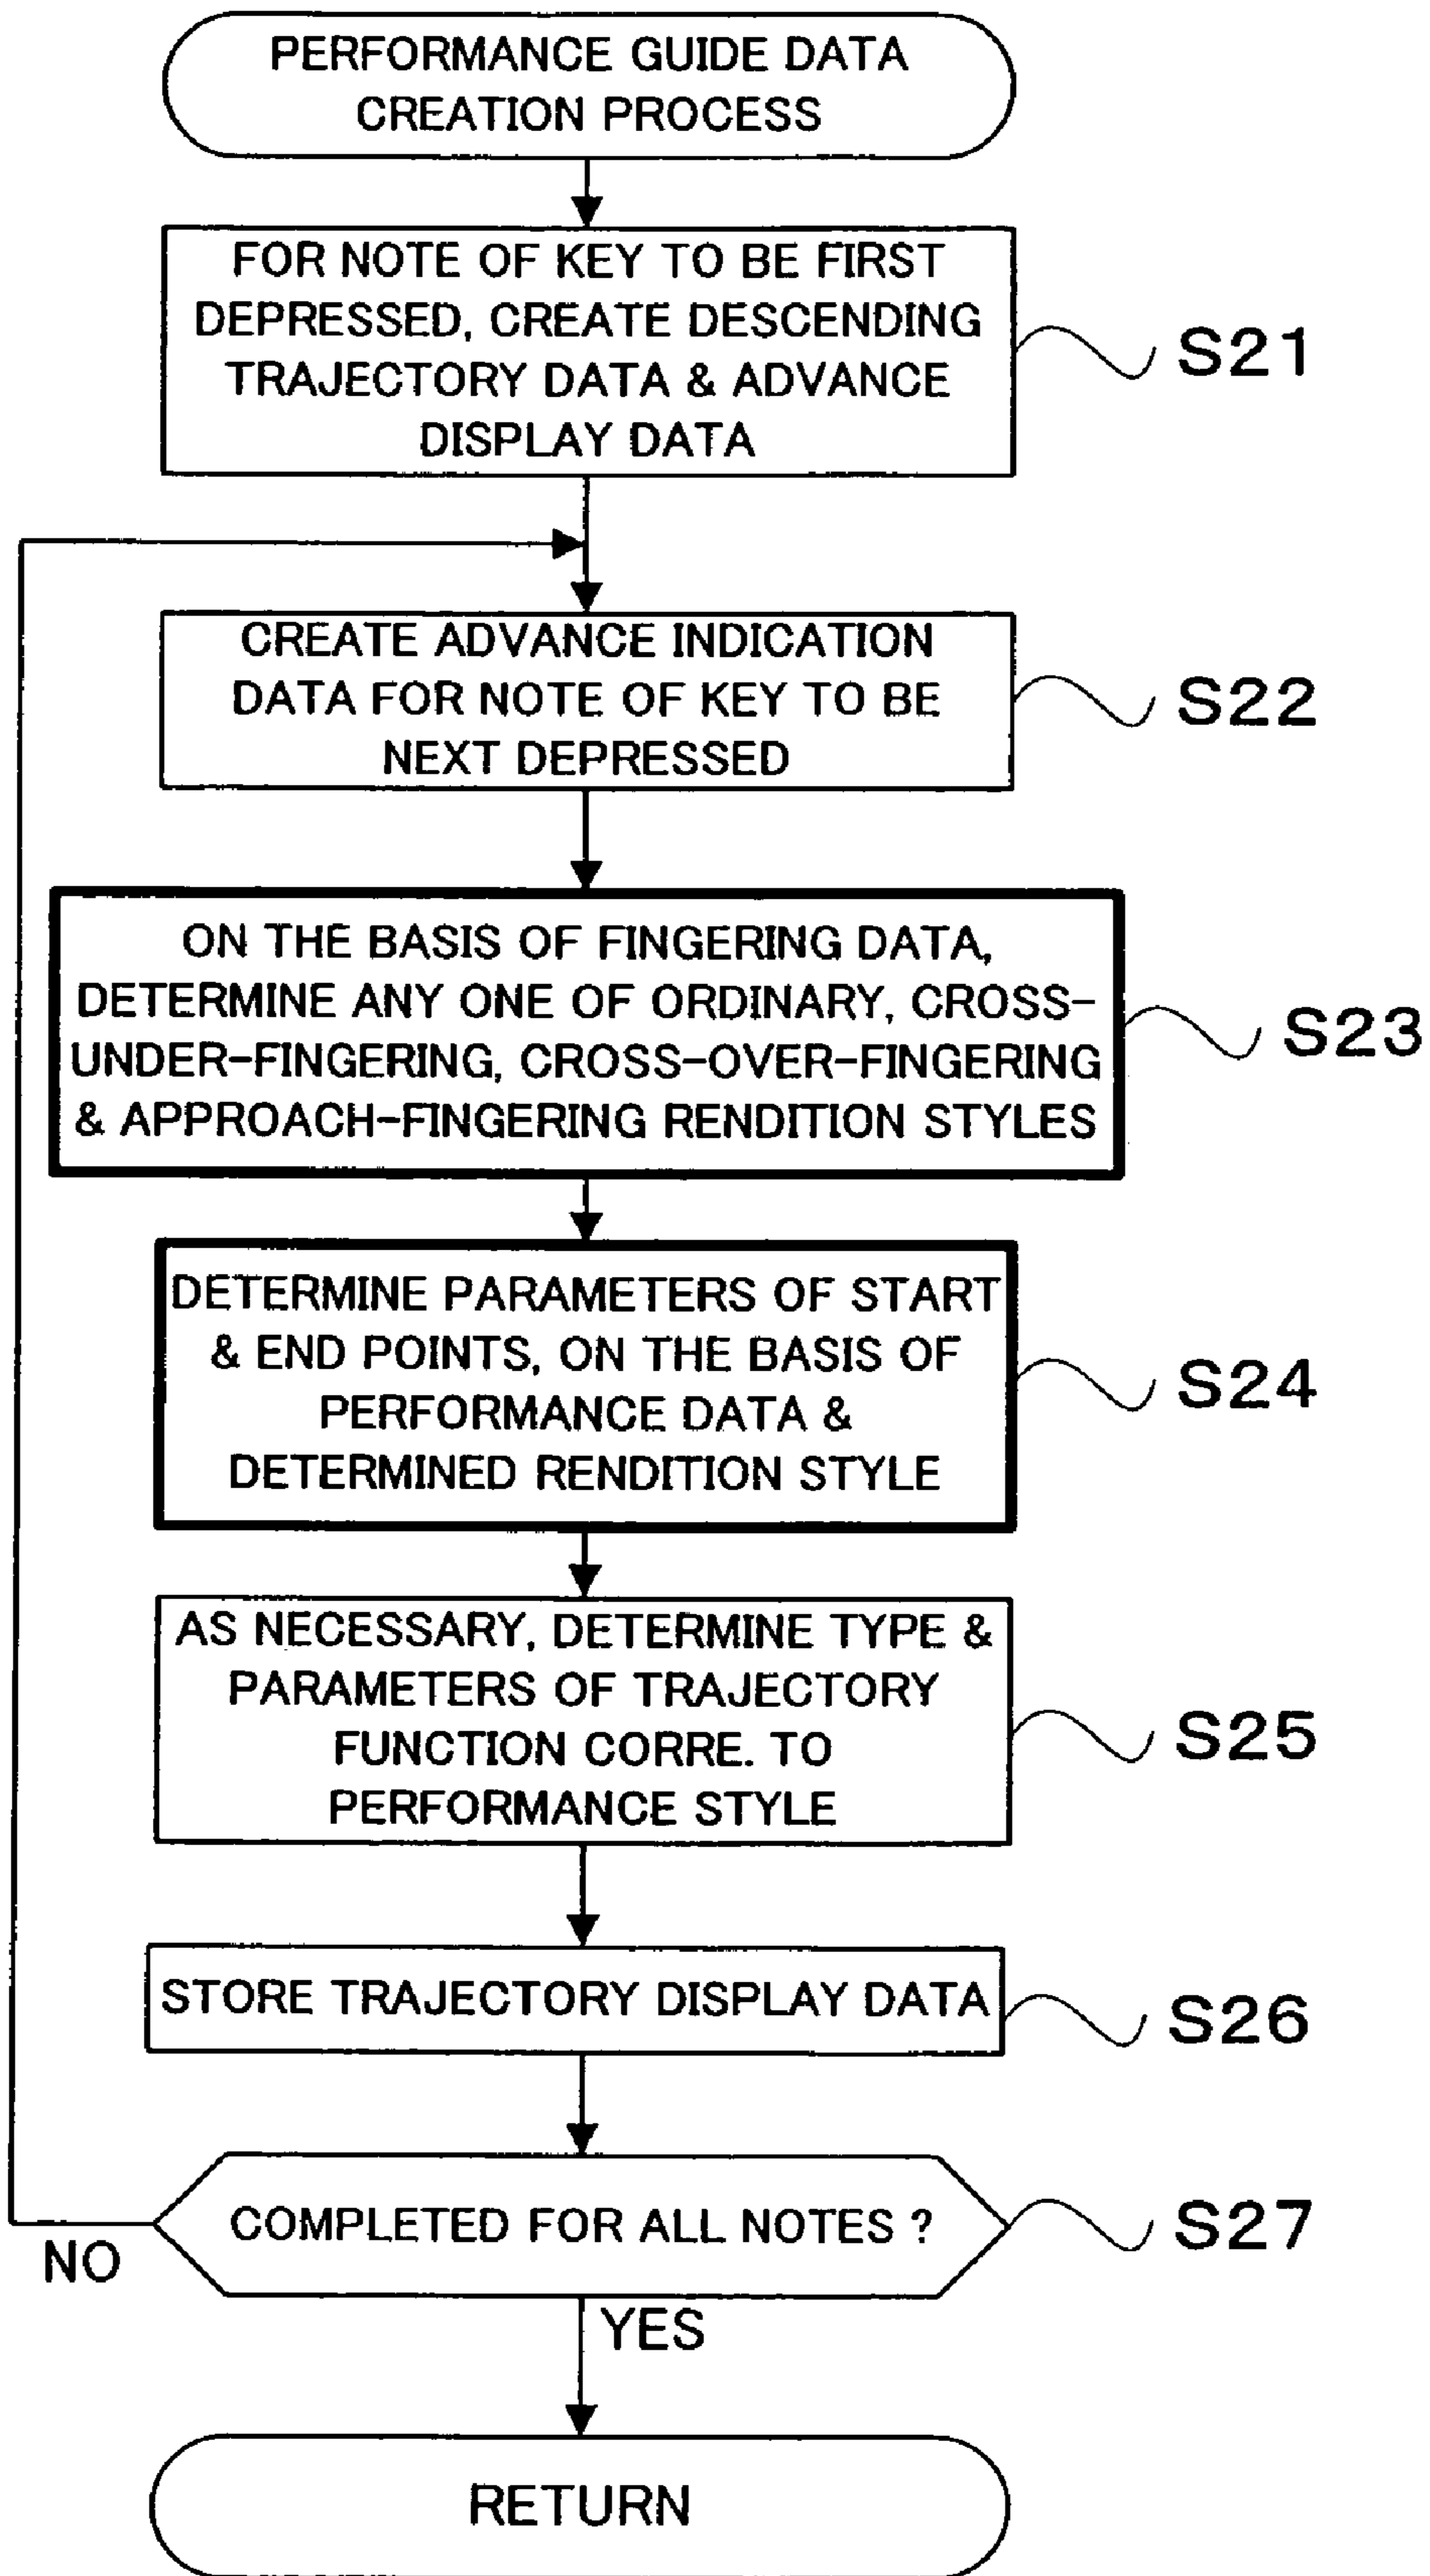 PERFORMANCE GUIDE DATA
CREATION PROCESS
FOR NOTE OF KEY TO BE FIRST
DEPRESSED, CREATE DESCENDING
TRAJECTORY DATA & ADVANCE
DISPLAY DATA
S21
CREATE ADVANCE INDICATION
DATA FOR NOTE OF KEY TO BE
NEXT DEPRESSED
S22
ON THE BASIS OF FINGERING DATA,
DETERMINE ANY ONE OF ORDINARY, CROSS-
UNDER-FINGERING, CROSS-OVER-FINGERING
& APPROACH-FINGERING RENDITION STYLES
S23
DETERMINE PARAMETERS OF START
& END POINTS, ON THE BASIS OF
PERFORMANCE DATA &
DETERMINED RENDITION STYLE
S24
AS NECESSARY, DETERMINE TYPE &
PARAMETERS OF TRAJECTORY
FUNCTION CORRE. TO
PERFORMANCE STYLE
S25
STORE TRAJECTORY DISPLAY DATA
S26
COMPLETED FOR ALL NOTES ?
S27
NO
YES
RETURN